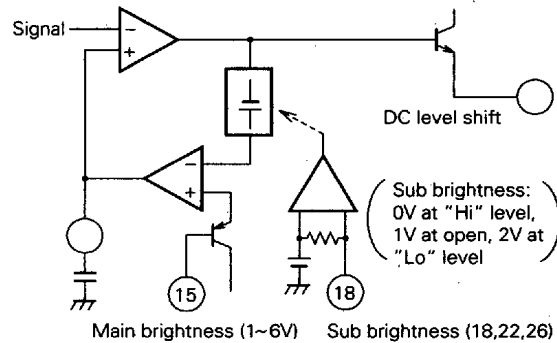 Signal
−
+
DC level shift
−
+
Sub brightness:
0V at "Hi" level,
1V at open, 2V at
"Lo" level
15
18
Main brightness (1~6V)
Sub brightness (18,22,26)